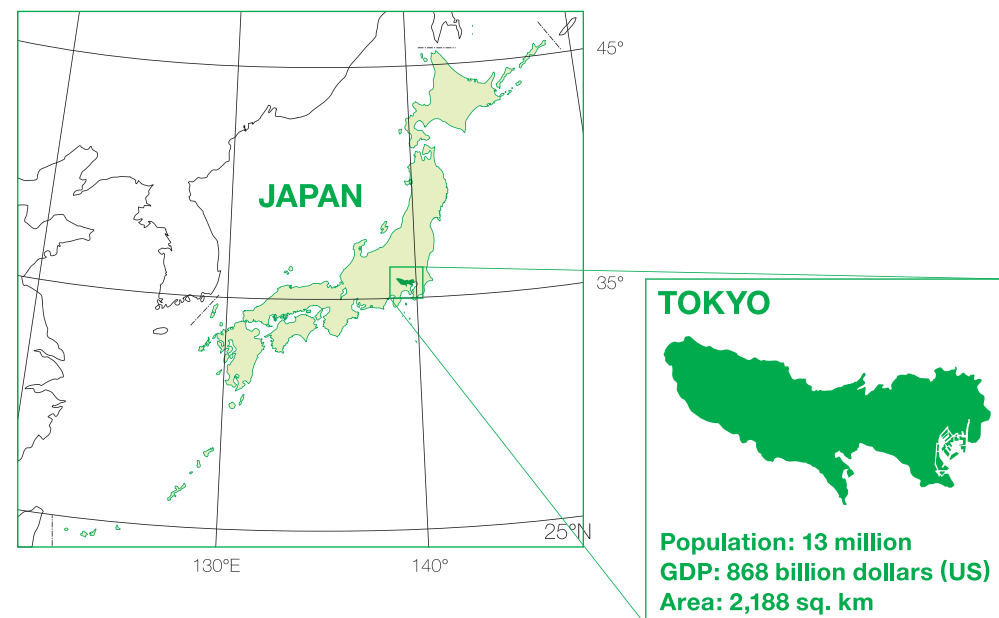 45°
JAPAN
35°
TOKYO
25°N
Population: 13 million
130°E
140°
GDP: 868 billion dollars (US)
Area: 2,188 sq. km